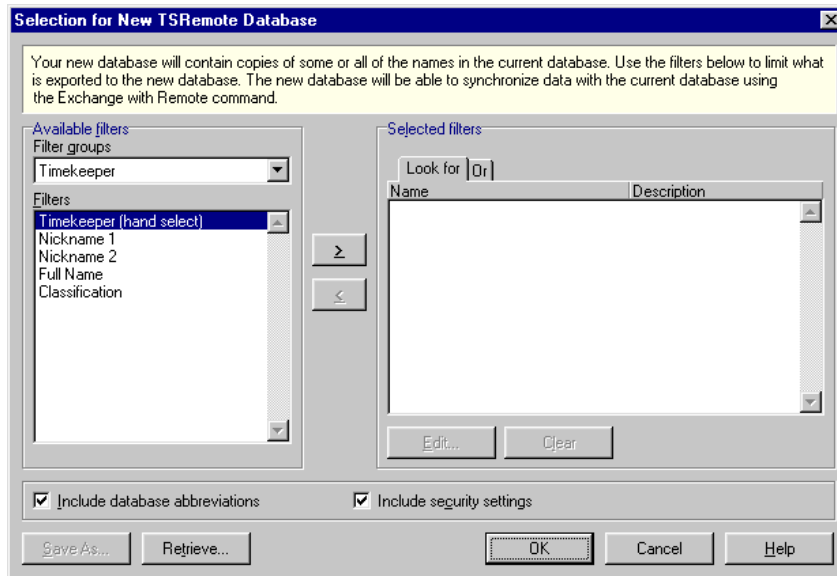 Selection for New TSRemote Database
Your new database will contain copies of some or all of the names in the current database. Use the filters below to limit what
is exported to the new database. The new database will be able to synchronize data with the current database using
the Exchange with Remote command.
Available filters
Filter groups
Timekeeper
Filters
Timekeeper (hand select)
Nickname 1
Nickname 2
Full Name
Classification
>
<
Selected filters
Look for Or
Name Description
Edit... Clear
Include database abbreviations Include security settings
Save As... Retrieve... OK Cancel Help